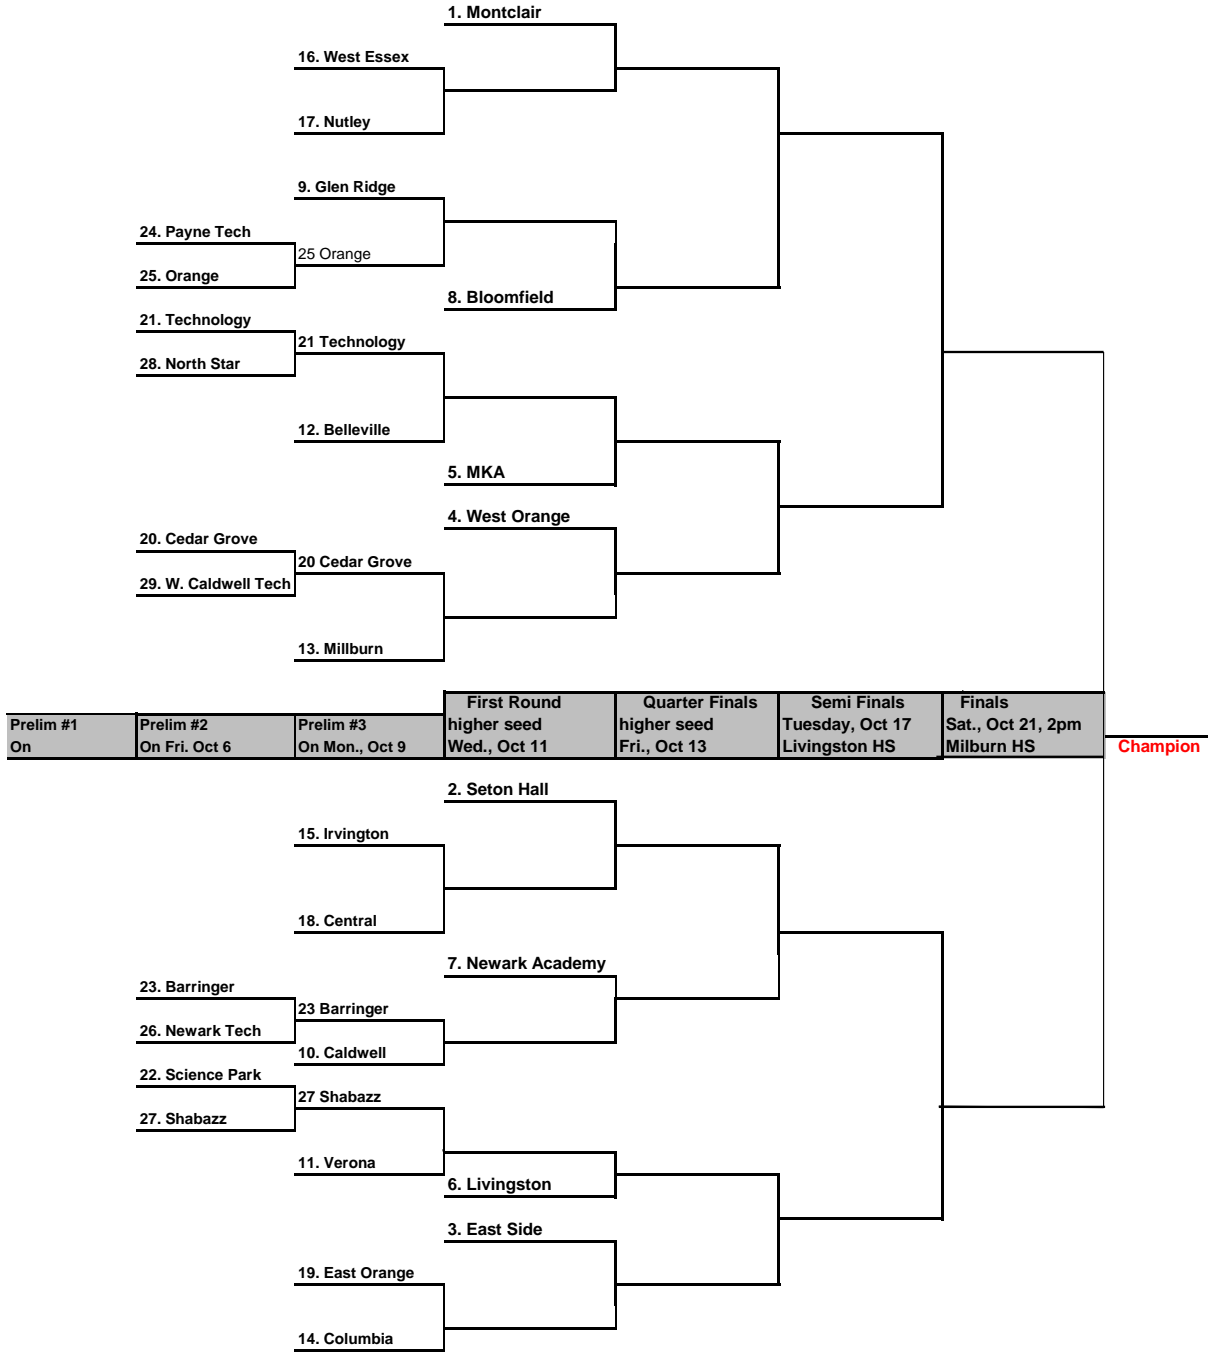 1. Montclair
16. West Essex
17. Nutley
9. Glen Ridge
24. Payne Tech
25 Orange
25. Orange
8. Bloomfield
21. Technology
21 Technology
28. North Star
12. Belleville
5. MKA
4. West Orange
20. Cedar Grove
20 Cedar Grove
29. W. Caldwell Tech
13. Millburn
First Round Quarter Finals Semi Finals Finals
Prelim #1 Prelim #2 Prelim #3 higher seed higher seed Tuesday, Oct 17 Sat., Oct 21, 2pm
On On Fri. Oct 6 On Mon., Oct 9 Wed., Oct 11 Fri., Oct 13 Livingston HS Milburn HS Champion
2. Seton Hall
15. Irvington
18. Central
7. Newark Academy
23. Barringer
23 Barringer
26. Newark Tech
10. Caldwell
22. Science Park
27 Shabazz
27. Shabazz
11. Verona
6. Livingston
3. East Side
19. East Orange
14. Columbia